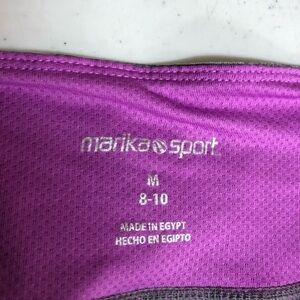 marika sport.
M
8-10
MADE IN EGYPT
HECHO EN EGIPTO